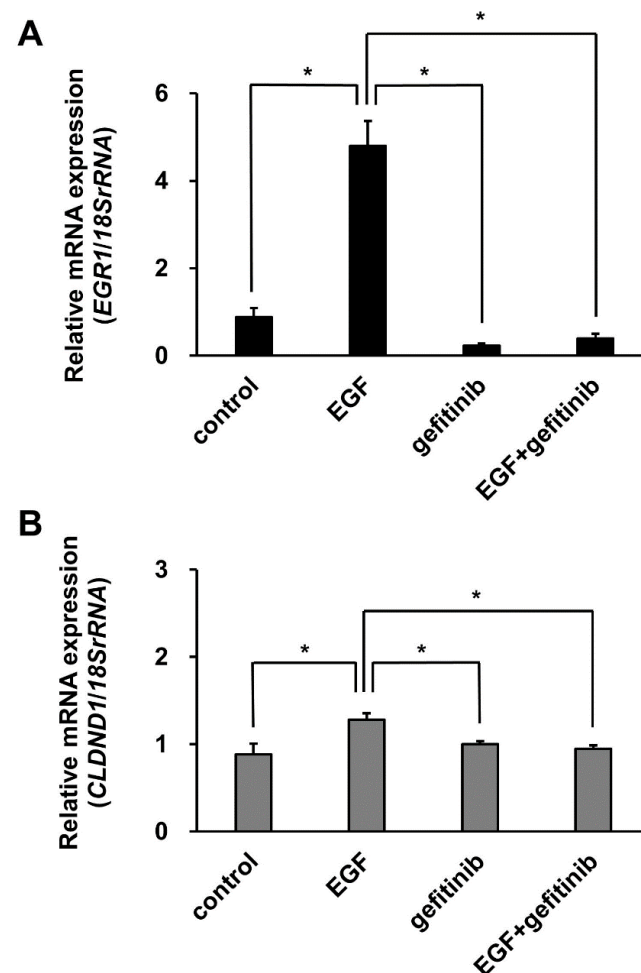 A
Relative mRNA expression
(EGR1/18SrRNA)
6
4
2
0
*
*
*
control
EGF
gefitinib
EGF+gefitinib
B
Relative mRNA expression
(CLDND1/18SrRNA)
3
2
1
0
*
*
*
control
EGF
gefitinib
EGF+gefitinib